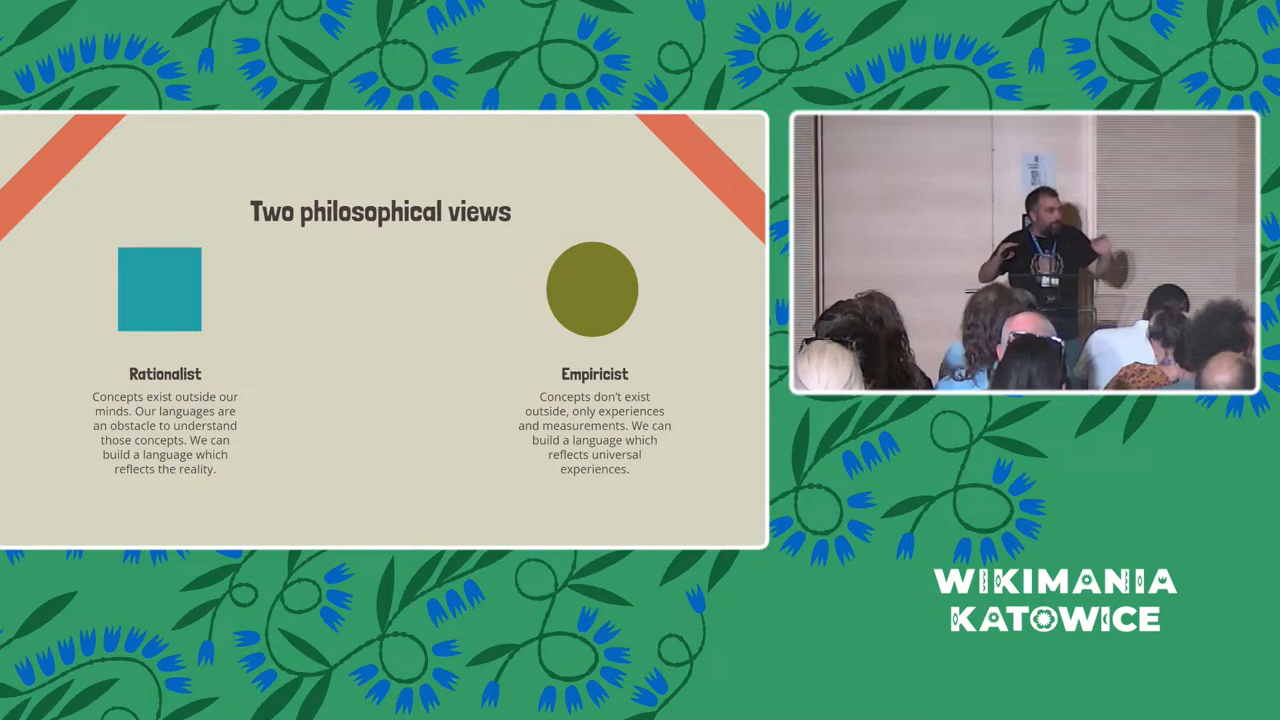 Two philosophical views
Rationalist
Concepts exist outside our
minds. Our languages are
an obstacle to understand
those concepts. We can
build a language which
reflects the reality.
Empiricist
Concepts don't exist
outside, only experiences
and measurements. We can
build a language which
reflects universal
experiences.
WIKIMANIA
KATOWICE